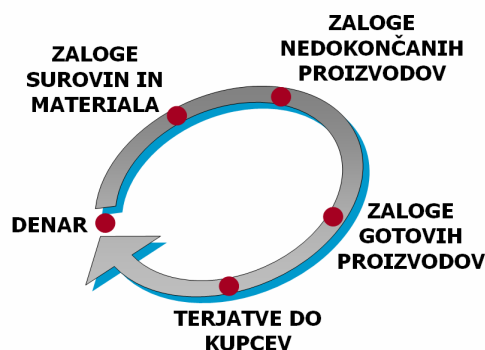 ZALOGE
SUROVIN IN
MATERIALA
ZALOGE
NEDOKONČANIH
PROIZVODOV
DENAR
ZALOGE
GOTOVIH
PROIZVODOV
TERJATVE DO
KUPCEV